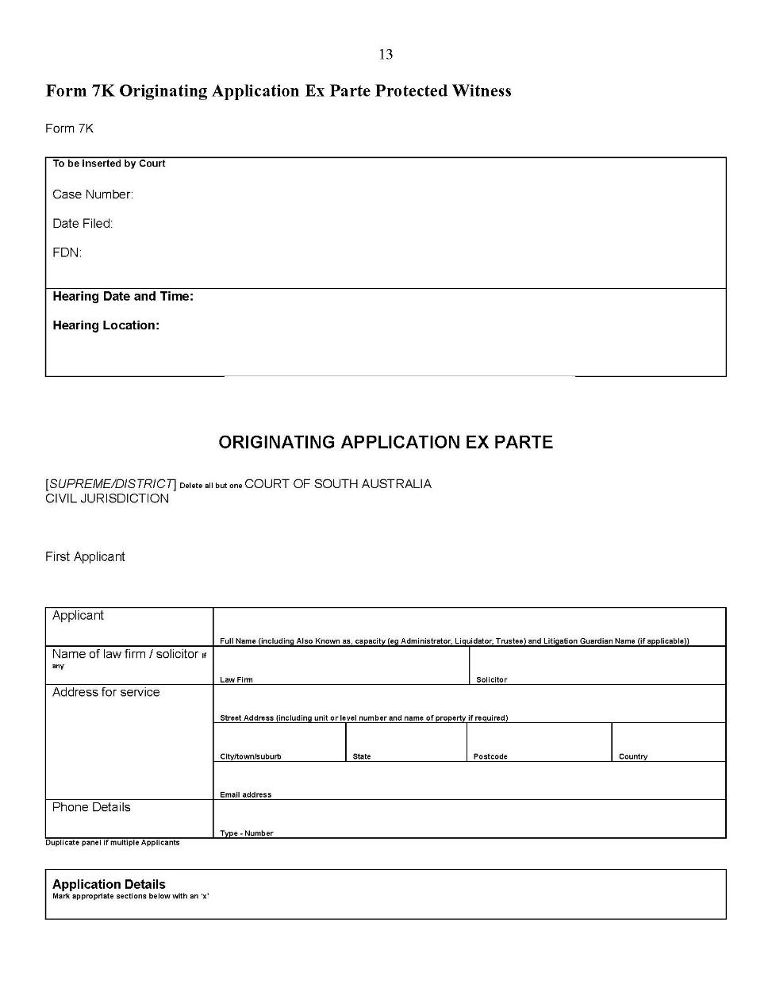 13
Form 7K Originating Application Ex Parte Protected Witness
Form 7K
To be inserted by Court
Case Number:
Date Filed:
FDN:
Hearing Date and Time:
Hearing Location:
ORIGINATING APPLICATION EX PARTE
[SUPREME/DISTRICT] Delete all but one COURT OF SOUTH AUSTRALIA
CIVIL JURISDICTION
First Applicant
Applicant
Full Name (including Also Known as, capacity (eg Administrator, Liquidator, Trustee) and Litigation Guardian Name (if applicable))
Name of law firm / solicitor If
any
Law Firm
Solicitor
Address for service
Street Address (including unit or level number and name of property if required)
City/town/suburb
State
Postcode
Country
Email address
Phone Details
Type - Number
Duplicate panel if multiple Applicants
Application Details
Mark appropriate sections below with an ‘x’